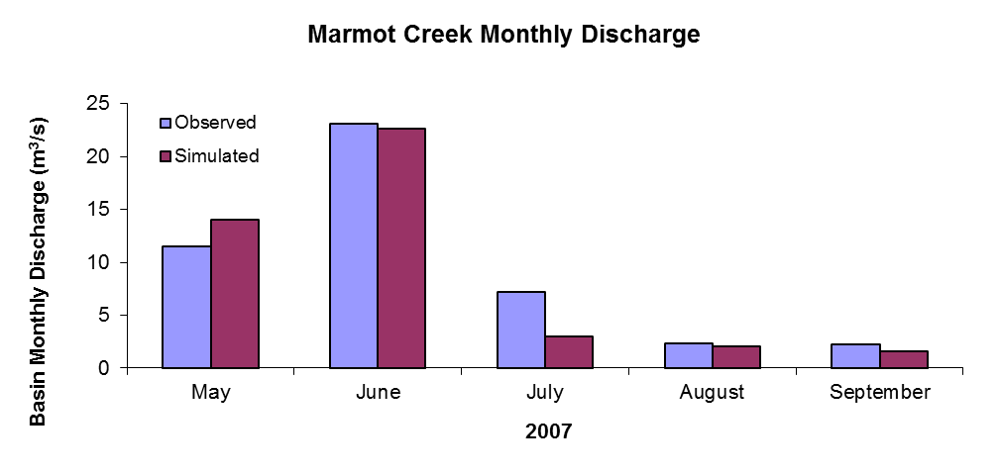 Marmot Creek Monthly Discharge
Basin Monthly Discharge (m³/s)
25
20
15
10
5
0
Observed
Simulated
May
June
July
August
September
2007